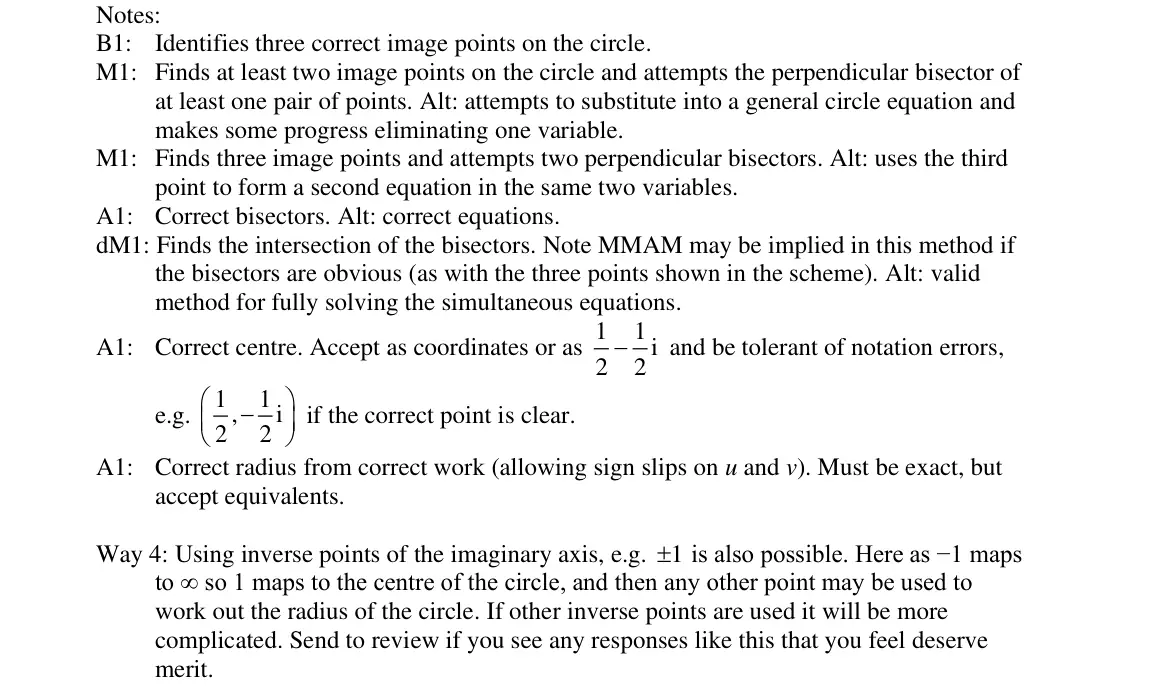 Notes:
B1: Identifies three correct image points on the circle.
M1: Finds at least two image points on the circle and attempts the perpendicular bisector of
at least one pair of points. Alt: attempts to substitute into a general circle equation and
makes some progress eliminating one variable.
M1: Finds three image points and attempts two perpendicular bisectors. Alt: uses the third
point to form a second equation in the same two variables.
A1: Correct bisectors. Alt: correct equations.
dM1: Finds the intersection of the bisectors. Note MMAM may be implied in this method if
the bisectors are obvious (as with the three points shown in the scheme). Alt: valid
method for fully solving the simultaneous equations.
A1: Correct centre. Accept as coordinates or as 1/2 − 1/2 i and be tolerant of notation errors,
e.g. (1/2, −1/2 i) if the correct point is clear.
A1: Correct radius from correct work (allowing sign slips on u and v). Must be exact, but
accept equivalents.
Way 4: Using inverse points of the imaginary axis, e.g. ±1 is also possible. Here as −1 maps
to ∞ so 1 maps to the centre of the circle, and then any other point may be used to
work out the radius of the circle. If other inverse points are used it will be more
complicated. Send to review if you see any responses like this that you feel deserve
merit.